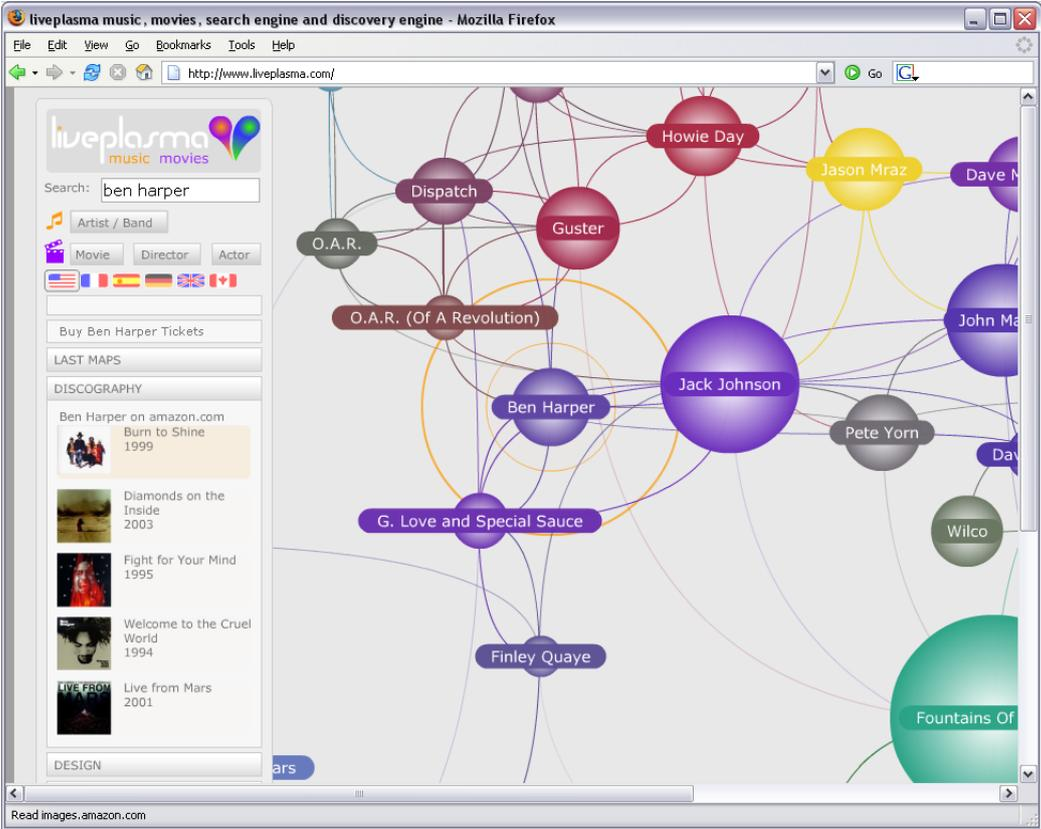 liveplasma music, movies, search engine and discovery engine - Mozilla Firefox
File Edit View Go Bookmarks Tools Help
http://www.liveplasma.com/
Go
G
liveplasma
music movies
Search: ben harper
Artist / Band
Movie Director Actor
Buy Ben Harper Tickets
LAST MAPS
DISCOGRAPHY
Ben Harper on amazon.com
Burn to Shine
1999
Diamonds on the
Inside
2003
Fight for Your Mind
1995
Welcome to the Cruel
World
1994
LIVE FROM
MARS
Live from Mars
2001
DESIGN
Howie Day
Jason Mraz
Dave M
Dispatch
Guster
O.A.R.
O.A.R. (Of A Revolution)
John Ma
Jack Johnson
Ben Harper
Pete Yorn
Dav
G. Love and Special Sauce
Wilco
Finley Quaye
Fountains Of
ars
Read images.amazon.com